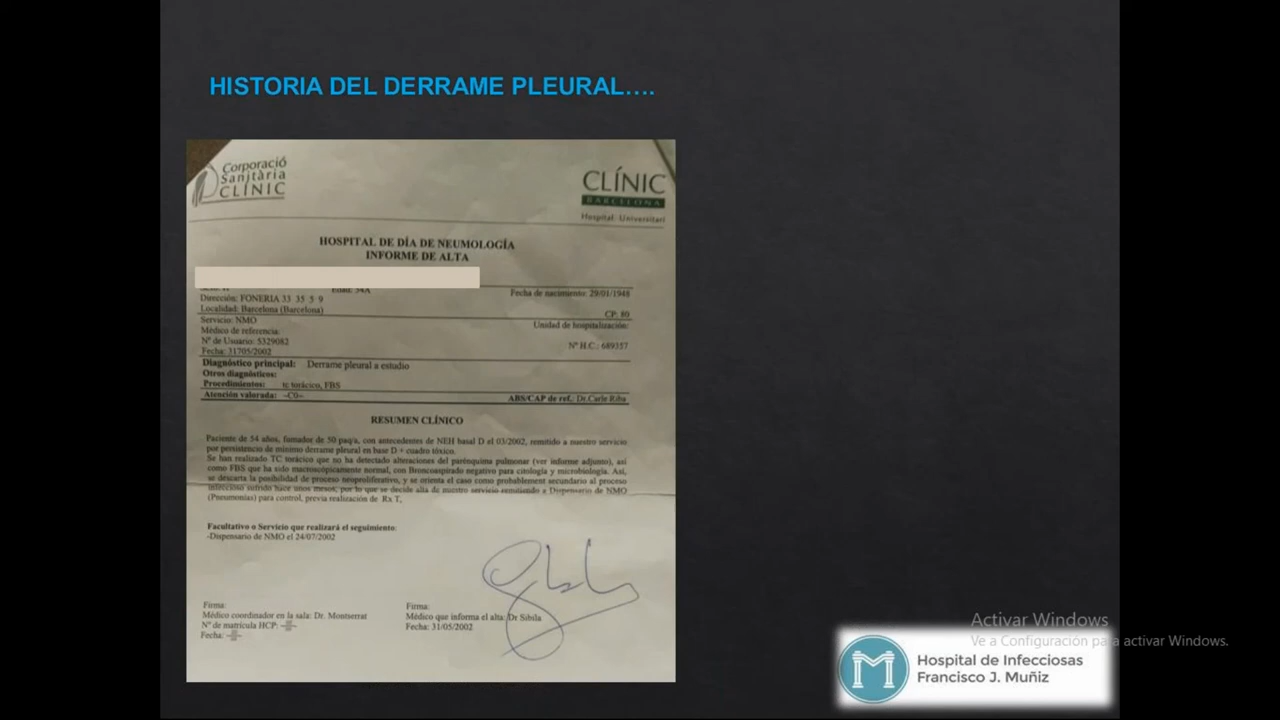 HISTORIA DEL DERRAME PLEURAL….
Corporació
Sanitària
CLÍNIC
CLÍNIC
BARCELONA
Hospital Universitari
HOSPITAL DE DÍA DE NEUMOLOGÍA
INFORME DE ALTA
Edad: 54A
Fecha de nacimiento: 29/01/1948
Dirección: FONERIA 33 35 5 9
Localidad: Barcelona (Barcelona)
CP: 80
Servicio: NMO
Unidad de hospitalización:
Médico de referencia:
Nº de Usuario: 5329082
Nº H.C.: 689357
Fecha: 31705/2002
Diagnóstico principal: Derrame pleural a estudio
Otros diagnósticos:
Procedimientos: tc torácico, FBS
Atención valorada: –C0–
ABS/CAP de ref.: Dr.Carle Riba
RESUMEN CLÍNICO
Paciente de 54 años, fumador de 50 paq/a, con antecedentes de NEH basal D el 03/2002, remitido a nuestro servicio
por persistencia de mínimo derrame pleural en base D + cuadro tóxico.
Se han realizado TC torácico que no ha detectado alteraciones del parénquima pulmonar (ver informe adjunto), así
como FBS que ha sido macroscópicamente normal, con Broncoaspirado negativo para citología y microbiología. Así,
se descarta la posibilidad de proceso neoproliferativo, y se orienta el caso como probablemente secundario al proceso
infeccioso sufrido hace unos meses, por lo que se decide alta de nuestro servicio remitiendo a Dispensario de NMO
(Pneumonías) para control, previa realización de Rx T,
Facultativo o Servicio que realizará el seguimiento:
-Dispensario de NMO el 24/07/2002
Firma:
Médico coordinador en la sala: Dr. Montserrat
Nº de matrícula HCP:
Fecha:
Firma:
Médico que informa el alta: Dr Sibila
Fecha: 31/05/2002
Activar Windows
Ve a Configuración para activar Windows.
Hospital de Infecciosas
Francisco J. Muñiz